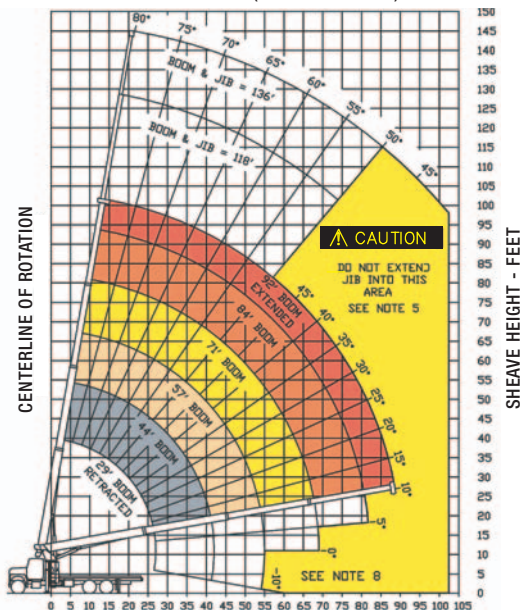 80°
75°
70°
65°
60°
55°
50°
45°
BOOM & JIB = 136'
BOOM & JIB = 118'
⚠ CAUTION
DO NOT EXTEND
JIB INTO THIS
AREA
SEE NOTE 5
92' BOOM
EXTENDED
84' BOOM
71' BOOM
57' BOOM
44' BOOM
29' BOOM
RETRACTED
45°
40°
35°
30°
25°
20°
15°
10°
5°
0°
-10°
SEE NOTE 8
CENTERLINE OF ROTATION
SHEAVE HEIGHT - FEET
150
145
140
135
130
125
120
115
110
105
100
95
90
85
80
75
70
65
60
55
50
45
40
35
30
25
20
15
10
5
0
0 5 10 15 20 25 30 35 40 45 50 55 60 65 70 75 80 85 90 95 100 105